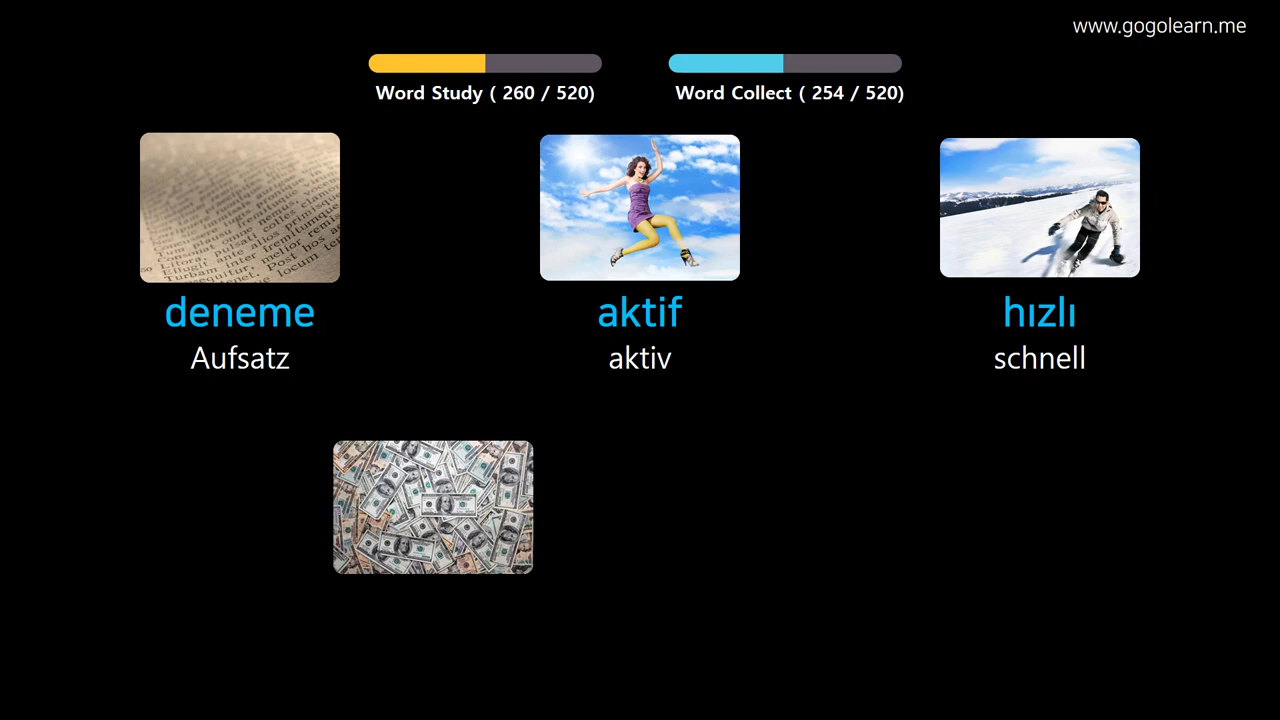 www.gogolearn.me
Word Study ( 260 / 520)
Word Collect ( 254 / 520)
deneme
Aufsatz
aktif
aktiv
hızlı
schnell